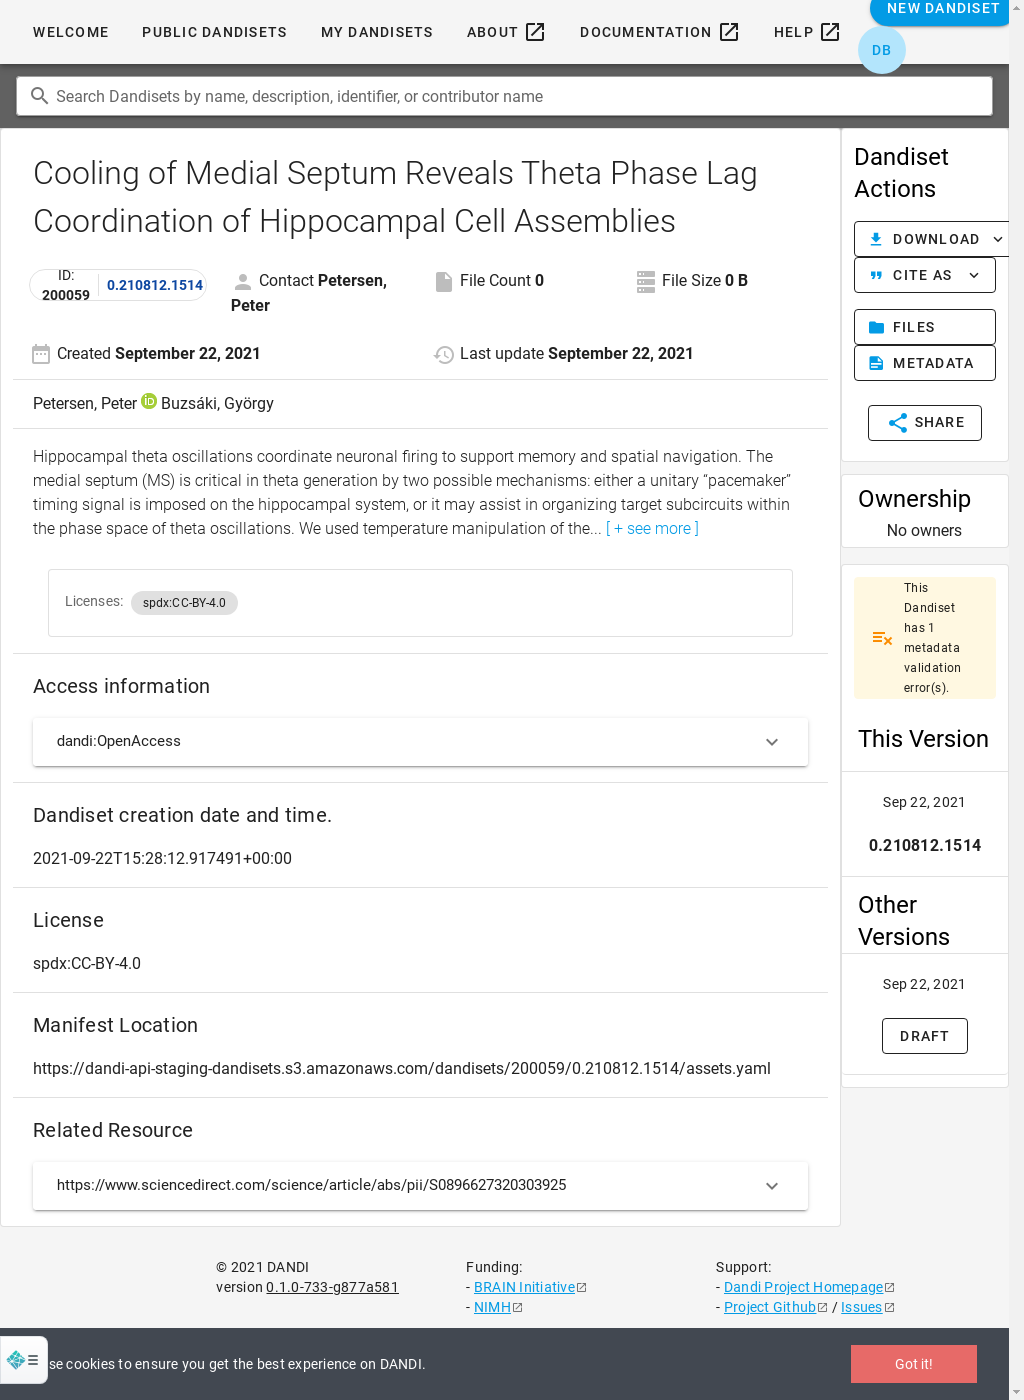 NEW DANDISET
WELCOME PUBLIC DANDISETS MY DANDISETS ABOUT DOCUMENTATION HELP
DB
Search Dandisets by name, description, identifier, or contributor name
Cooling of Medial Septum Reveals Theta Phase Lag
Coordination of Hippocampal Cell Assemblies
ID:
200059 0.210812.1514
Contact Petersen,
Peter
File Count 0
File Size 0 B
Created September 22, 2021
Last update September 22, 2021
Petersen, Peter iD Buzsáki, György
Hippocampal theta oscillations coordinate neuronal firing to support memory and spatial navigation. The
medial septum (MS) is critical in theta generation by two possible mechanisms: either a unitary “pacemaker”
timing signal is imposed on the hippocampal system, or it may assist in organizing target subcircuits within
the phase space of theta oscillations. We used temperature manipulation of the... [ + see more ]
Licenses: spdx:CC-BY-4.0
Access information
dandi:OpenAccess
Dandiset creation date and time.
2021-09-22T15:28:12.917491+00:00
License
spdx:CC-BY-4.0
Manifest Location
https://dandi-api-staging-dandisets.s3.amazonaws.com/dandisets/200059/0.210812.1514/assets.yaml
Related Resource
https://www.sciencedirect.com/science/article/abs/pii/S0896627320303925
Dandiset
Actions
DOWNLOAD
CITE AS
FILES
METADATA
SHARE
Ownership
No owners
This
Dandiset
has 1
metadata
validation
error(s).
This Version
Sep 22, 2021
0.210812.1514
Other
Versions
Sep 22, 2021
DRAFT
© 2021 DANDI
version 0.1.0-733-g877a581
Funding:
- BRAIN Initiative
- NIMH
Support:
- Dandi Project Homepage
- Project Github / Issues
se cookies to ensure you get the best experience on DANDI.
Got it!